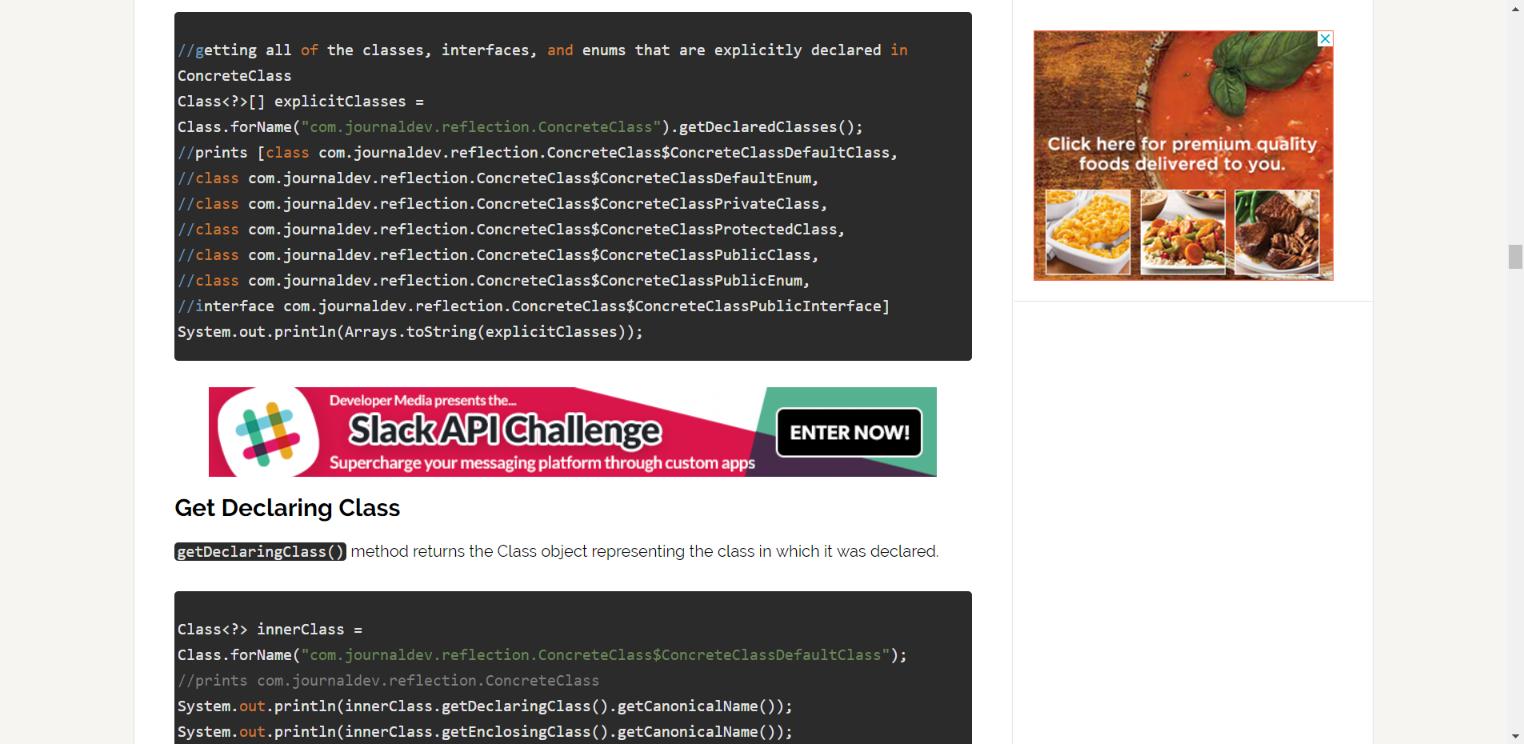 //getting all of the classes, interfaces, and enums that are explicitly declared in
ConcreteClass
Class<?>[] explicitClasses =
Class.forName("com.journaldev.reflection.ConcreteClass").getDeclaredClasses();
//prints [class com.journaldev.reflection.ConcreteClass$ConcreteClassDefaultClass,
//class com.journaldev.reflection.ConcreteClass$ConcreteClassDefaultEnum,
//class com.journaldev.reflection.ConcreteClass$ConcreteClassPrivateClass,
//class com.journaldev.reflection.ConcreteClass$ConcreteClassProtectedClass,
//class com.journaldev.reflection.ConcreteClass$ConcreteClassPublicClass,
//class com.journaldev.reflection.ConcreteClass$ConcreteClassPublicEnum,
//interface com.journaldev.reflection.ConcreteClass$ConcreteClassPublicInterface]
System.out.println(Arrays.toString(explicitClasses));
Developer Media presents the...
Slack API Challenge
Supercharge your messaging platform through custom apps
ENTER NOW!
Get Declaring Class
getDeclaringClass() method returns the Class object representing the class in which it was declared.
Class<?> innerClass =
Class.forName("com.journaldev.reflection.ConcreteClass$ConcreteClassDefaultClass");
//prints com.journaldev.reflection.ConcreteClass
System.out.println(innerClass.getDeclaringClass().getCanonicalName());
System.out.println(innerClass.getEnclosingClass().getCanonicalName());
Click here for premium quality
foods delivered to you.